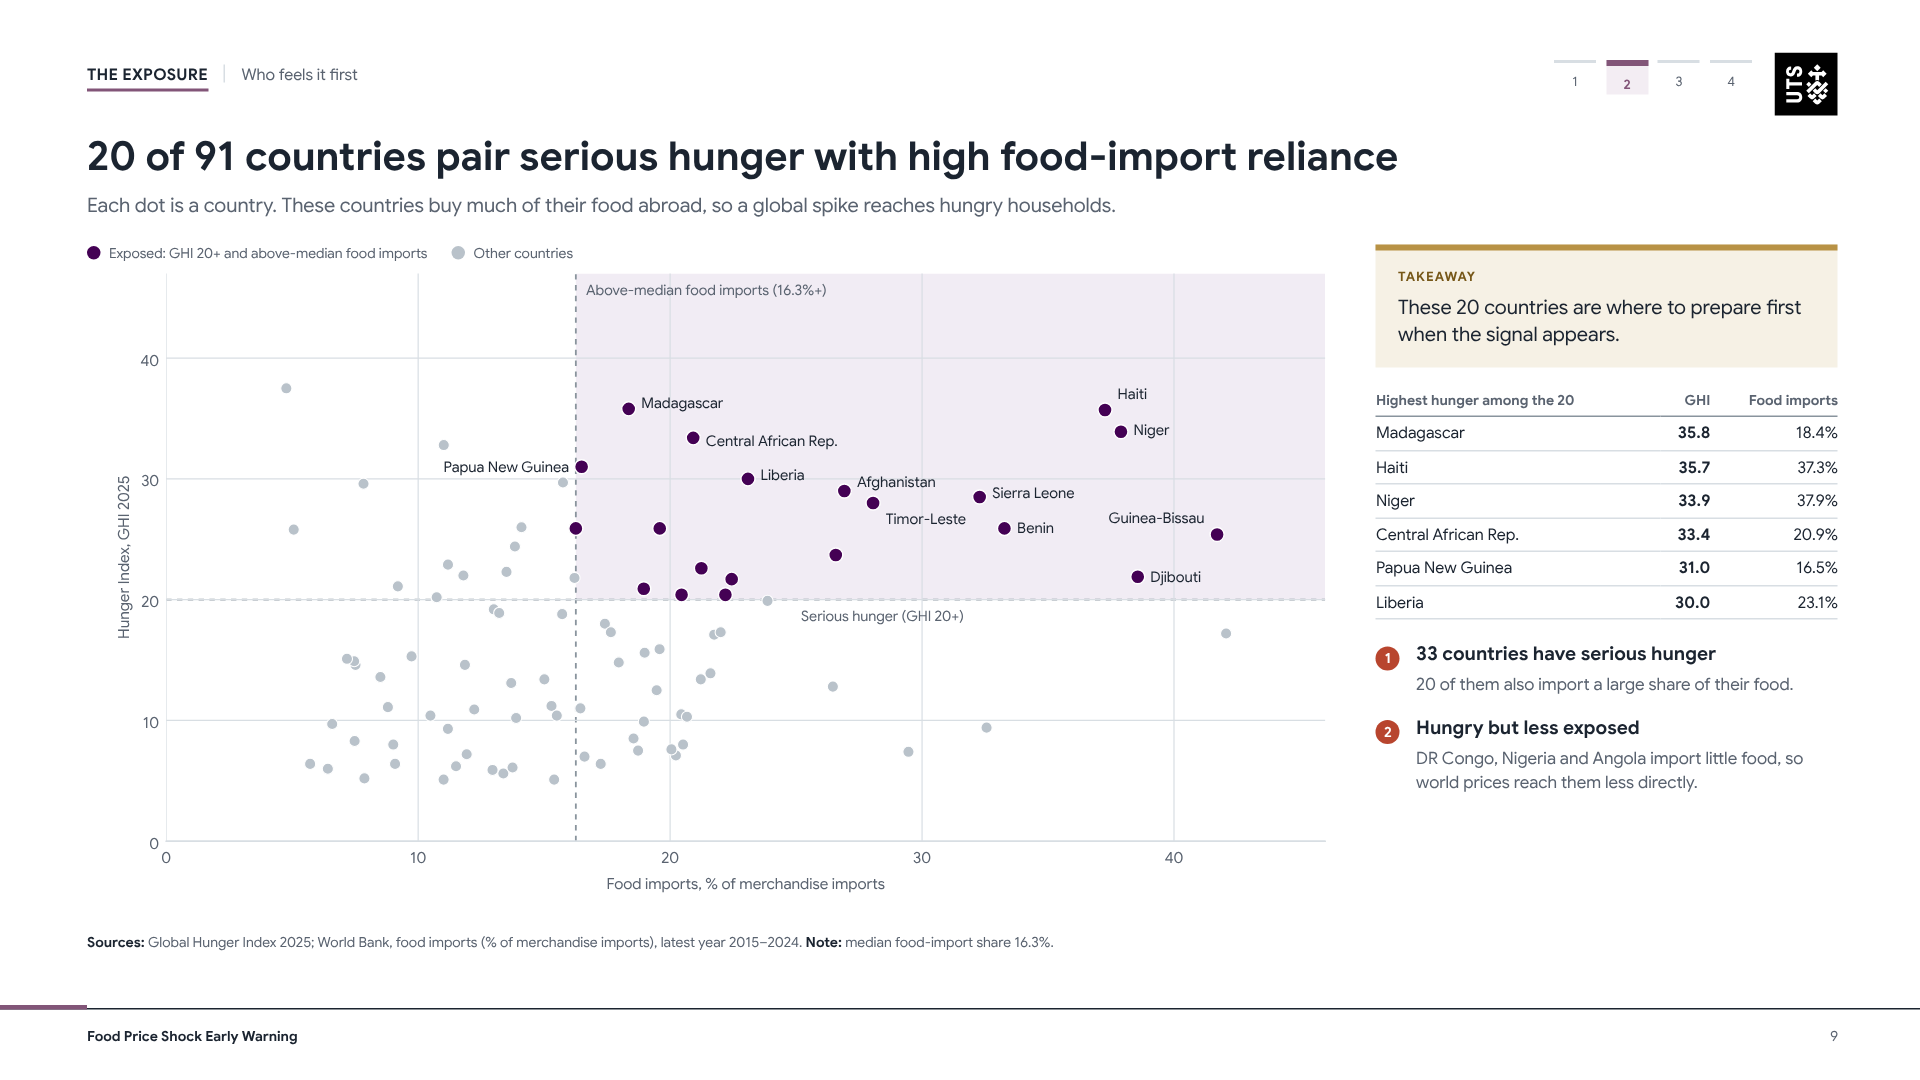 THE EXPOSURE
Who feels it first
1
2
3
4
UTS
20 of 91 countries pair serious hunger with high food-import reliance
Each dot is a country. These countries buy much of their food abroad, so a global spike reaches hungry households.
Exposed: GHI 20+ and above-median food imports
Other countries
Above-median food imports (16.3%+)
Madagascar
Haiti
Central African Rep.
Niger
Papua New Guinea
Liberia
Afghanistan
Sierra Leone
Timor-Leste
Benin
Guinea-Bissau
Djibouti
Serious hunger (GHI 20+)
Hunger Index, GHI 2025
40
30
20
10
0
0
10
20
30
40
Food imports, % of merchandise imports
TAKEAWAY
These 20 countries are where to prepare first
when the signal appears.
Highest hunger among the 20 GHI Food imports
Madagascar 35.8 18.4%
Haiti 35.7 37.3%
Niger 33.9 37.9%
Central African Rep. 33.4 20.9%
Papua New Guinea 31.0 16.5%
Liberia 30.0 23.1%
1 33 countries have serious hunger
20 of them also import a large share of their food.
2 Hungry but less exposed
DR Congo, Nigeria and Angola import little food, so
world prices reach them less directly.
Sources: Global Hunger Index 2025; World Bank, food imports (% of merchandise imports), latest year 2015–2024. Note: median food-import share 16.3%.
Food Price Shock Early Warning
9